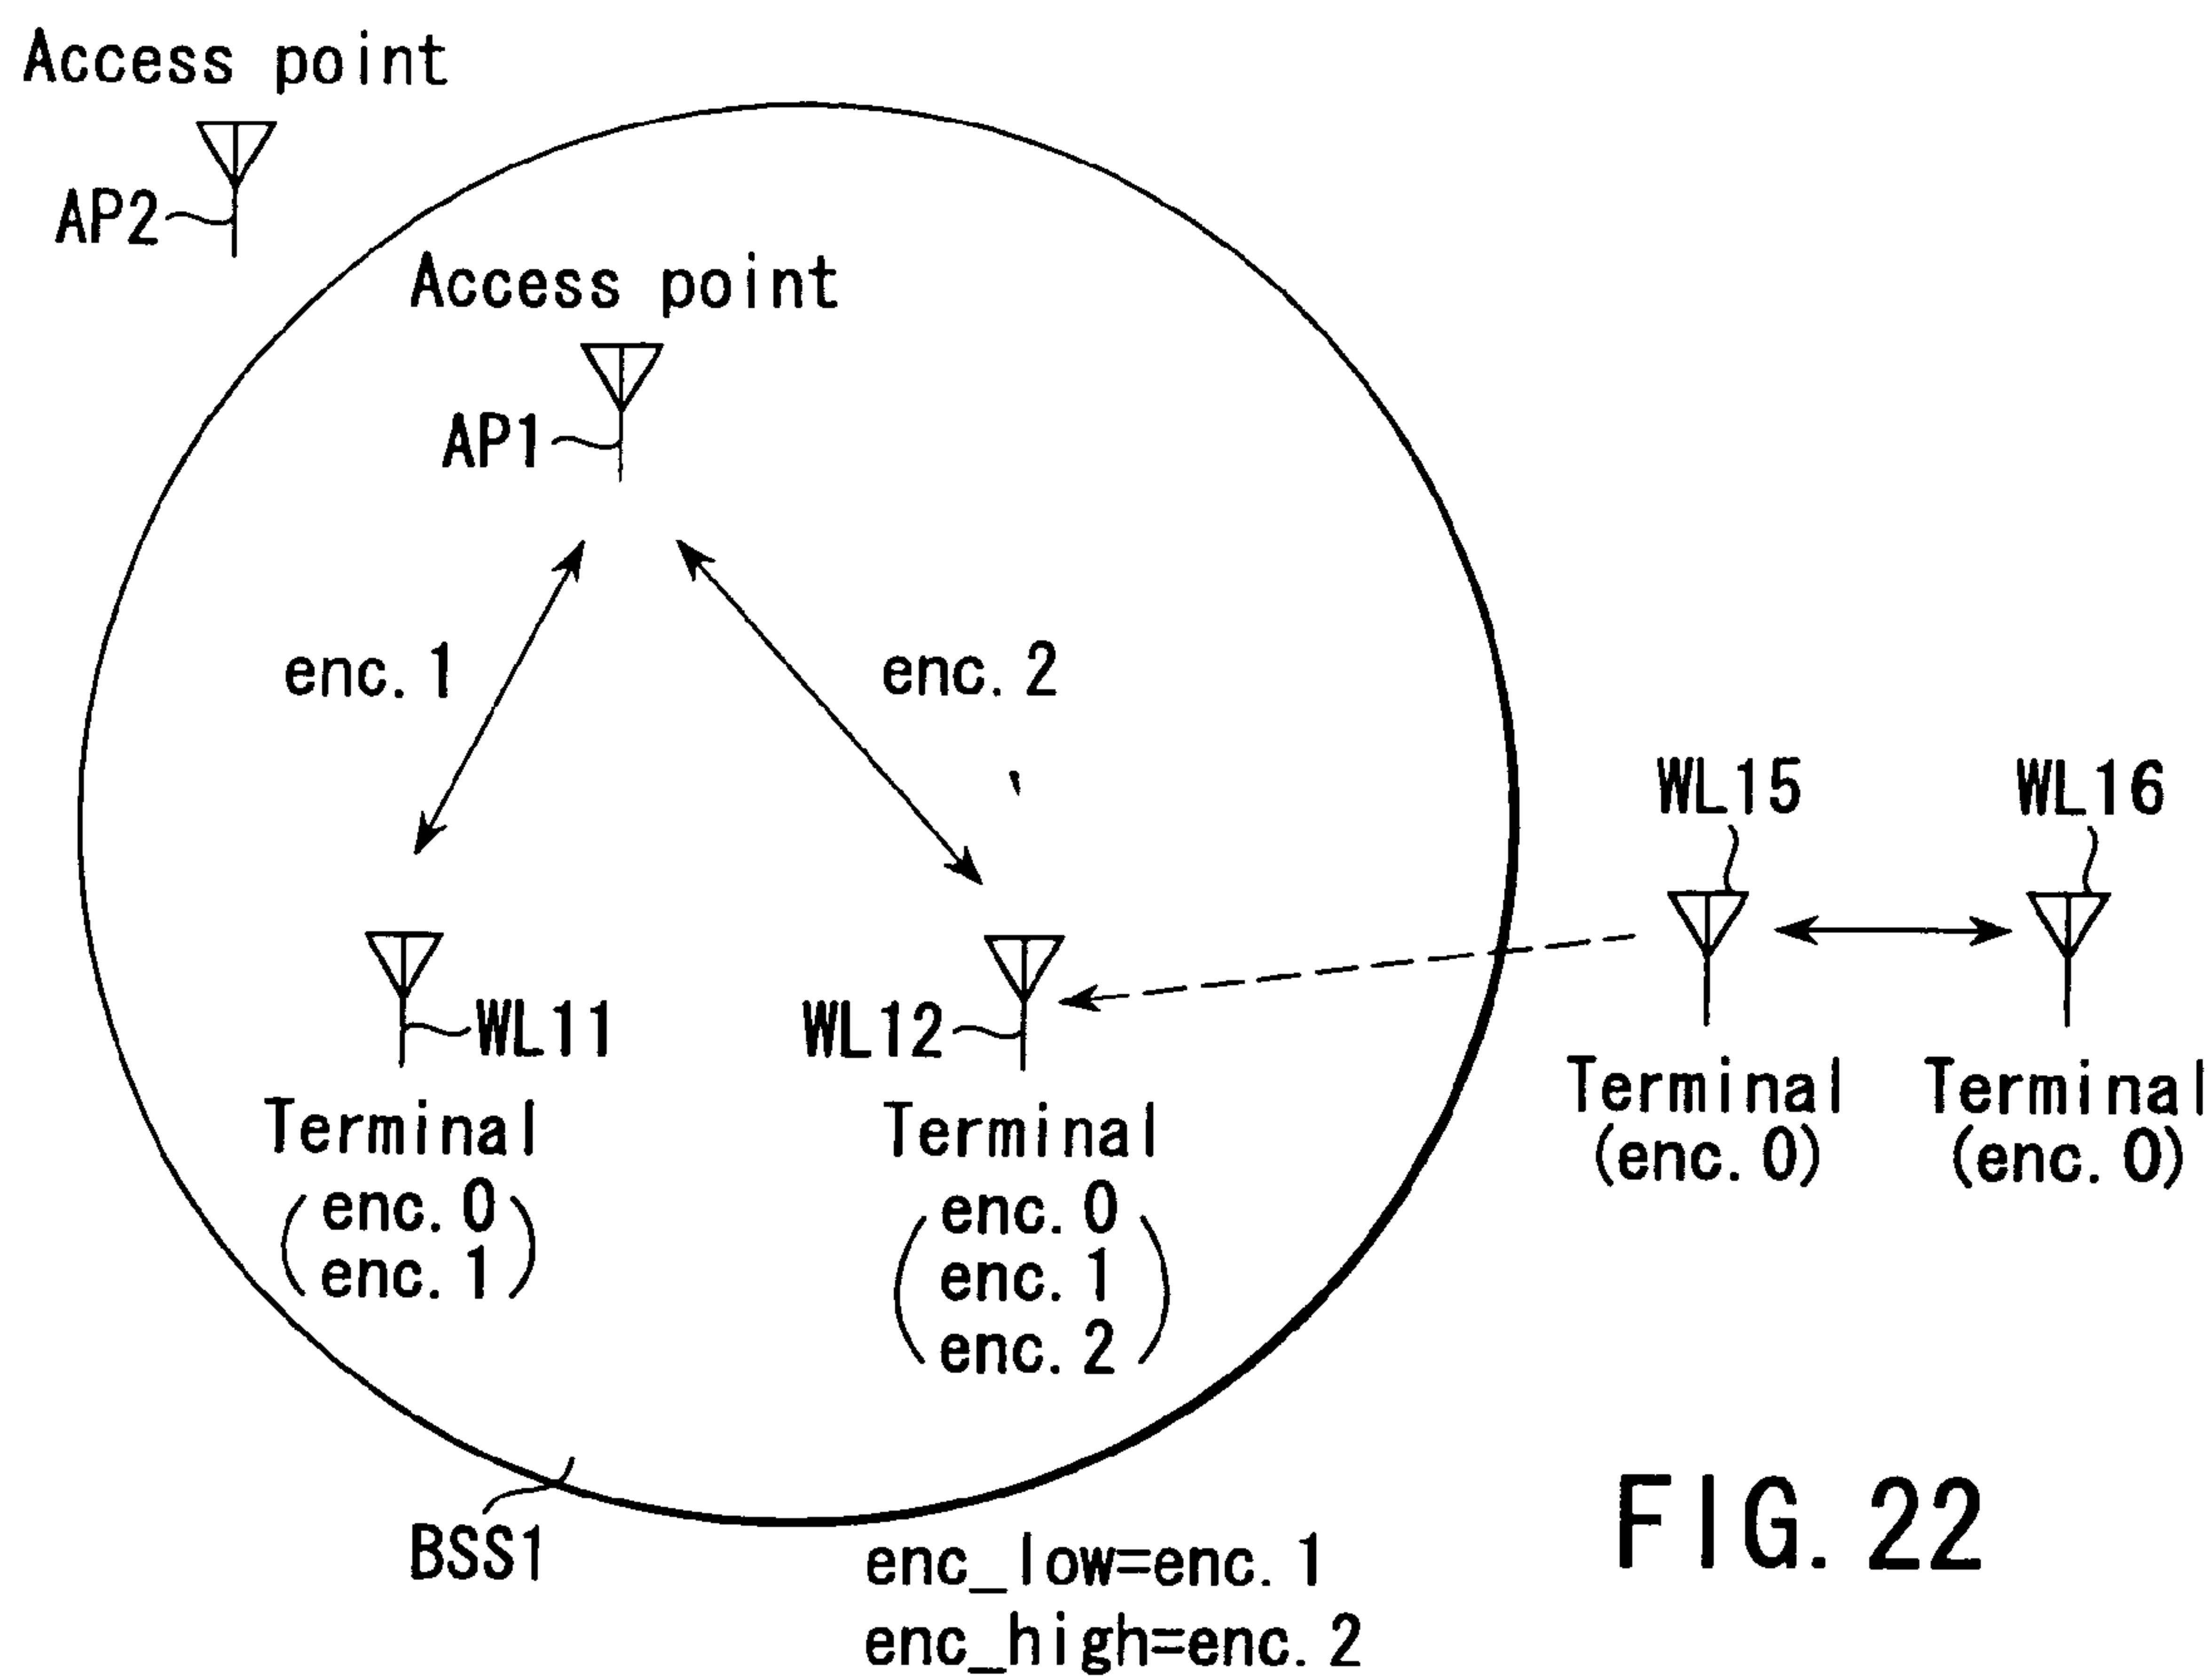 Access point
AP2
Access point
AP1
enc. 1
enc. 2
WL15
WL16
WL11
WL12
Terminal
(enc. 0)
Terminal
(enc. 0)
Terminal
(enc. 0
enc. 1)
Terminal
(enc. 0
enc. 1
enc. 2)
BSS1
enc_low=enc. 1
enc_high=enc. 2
FIG. 22